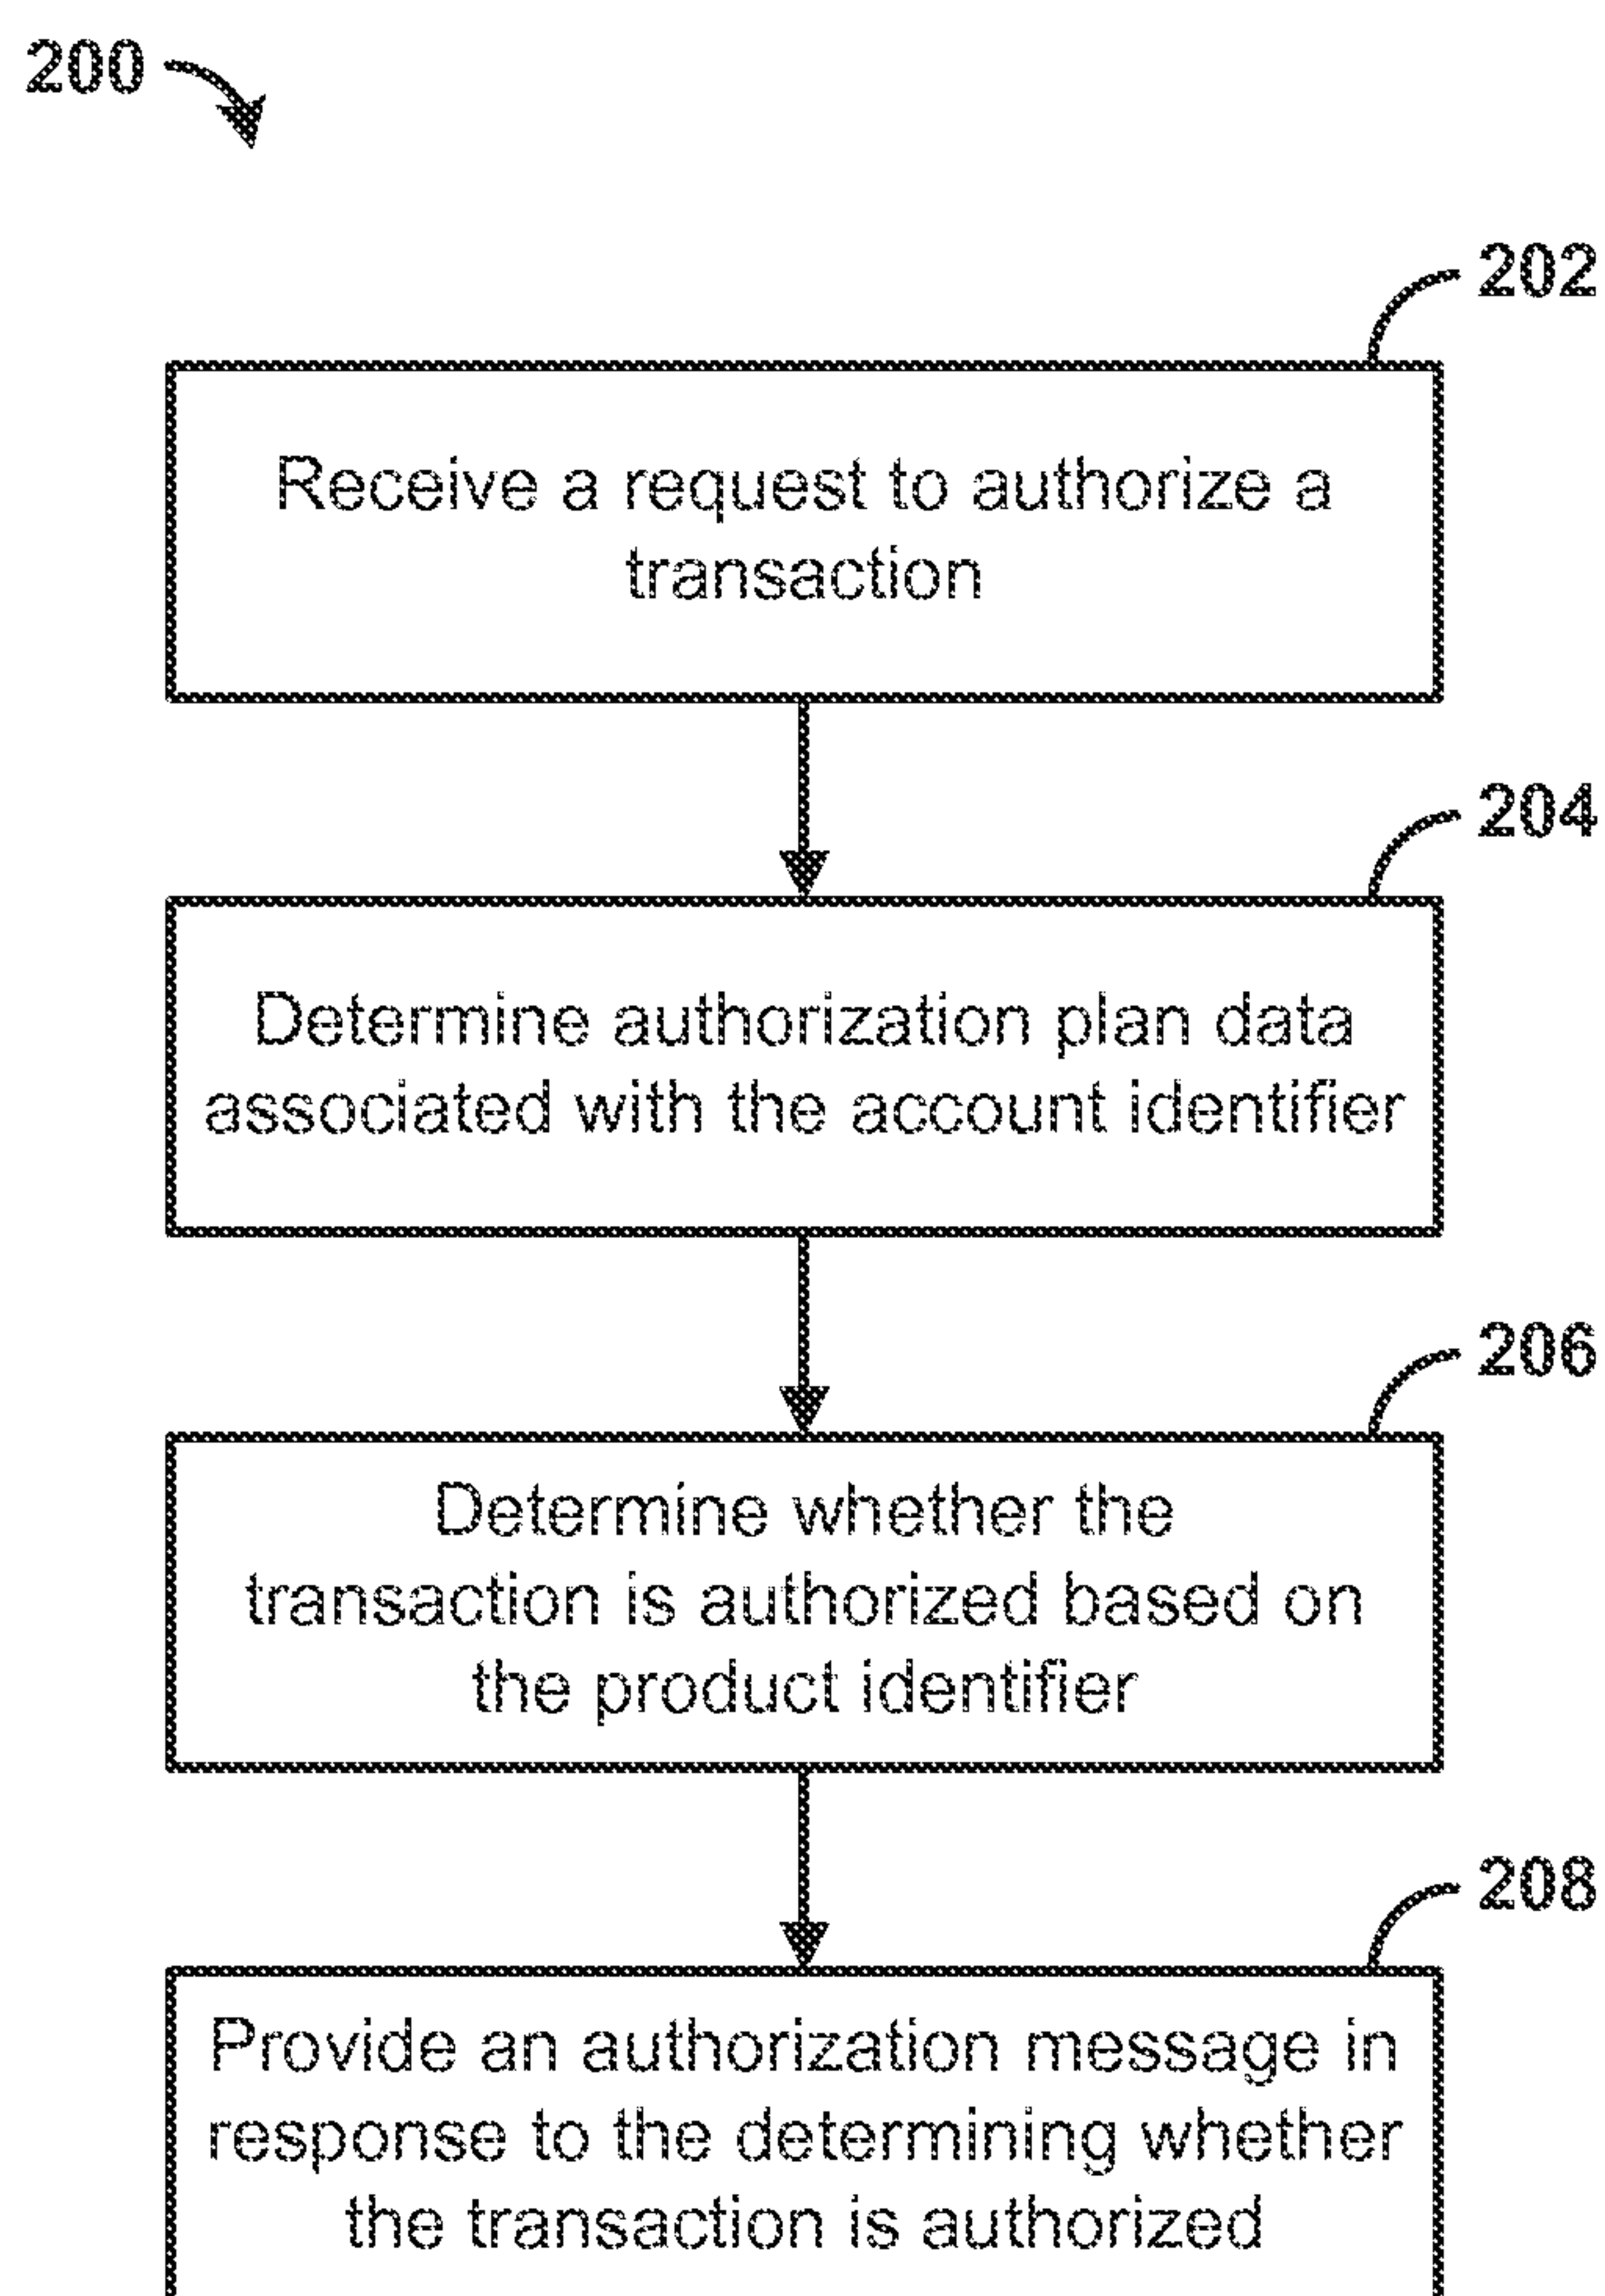 200
202
Receive a request to authorize a
transaction
204
Determine authorization plan data
associated with the account identifier
206
Determine whether the
transaction is authorized based on
the product identifier
208
Provide an authorization message in
response to the determining whether
the transaction is authorized